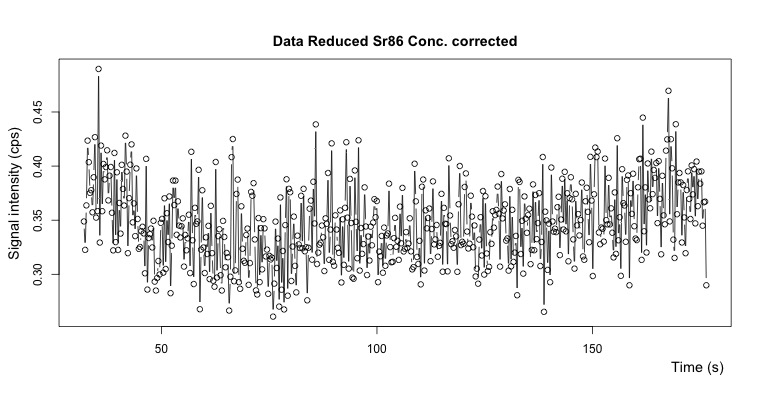 Data Reduced Sr86 Conc. corrected
Signal intensity (cps)
0.45
0.40
0.35
0.30
50 100 150
Time (s)